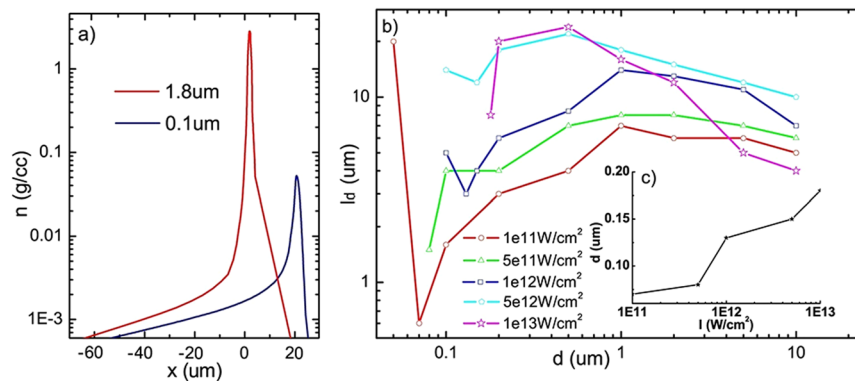 a)
n (g/cc)
1
0.1
0.01
1E-3
1.8um
0.1um
-60
-40
-20
0
20
x (um)
b)
l_d (um)
10
1
0.1
1
10
d (um)
1e11W/cm²
5e11W/cm²
1e12W/cm²
5e12W/cm²
1e13W/cm²
c)
d (um)
0.20
0.15
0.10
1E11
1E12
1E13
I (W/cm²)